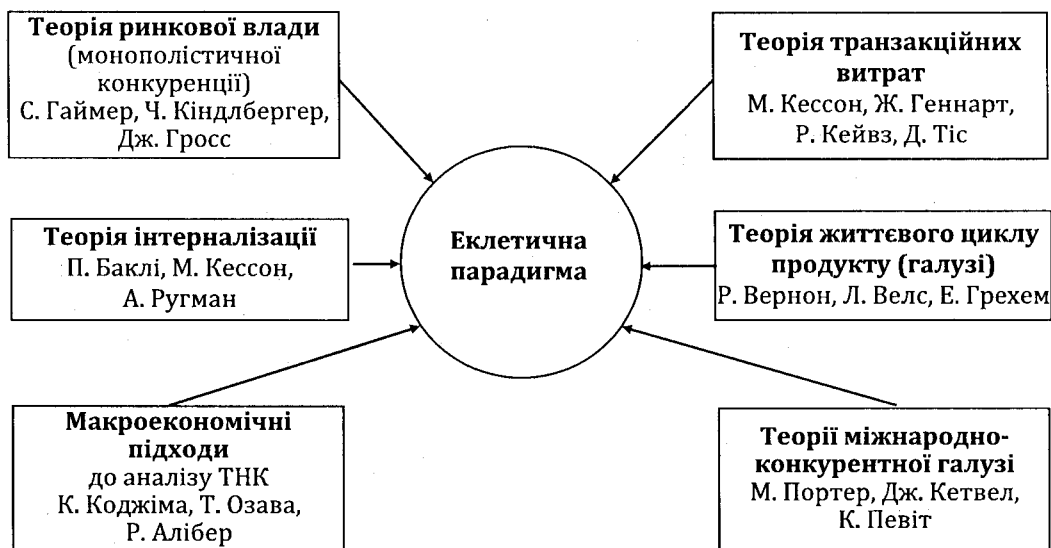 Теорія ринкової влади
(монополістичної
конкуренції)
С. Гаймер, Ч. Кіндлбергер,
Дж. Гросс
Теорія транзакційних
витрат
М. Кессон, Ж. Геннарт,
Р. Кейвз, Д. Тіс
Теорія інтерналізації
П. Баклі, М. Кессон,
А. Ругман
Еклетична
парадигма
Теорія життєвого циклу
продукту (галузі)
Р. Вернон, Л. Велс, Е. Грехем
Макроекономічні
підходи
до аналізу ТНК
К. Коджіма, Т. Озава,
Р. Алібер
Теорії міжнародно-
конкурентної галузі
М. Портер, Дж. Кетвел,
К. Певіт